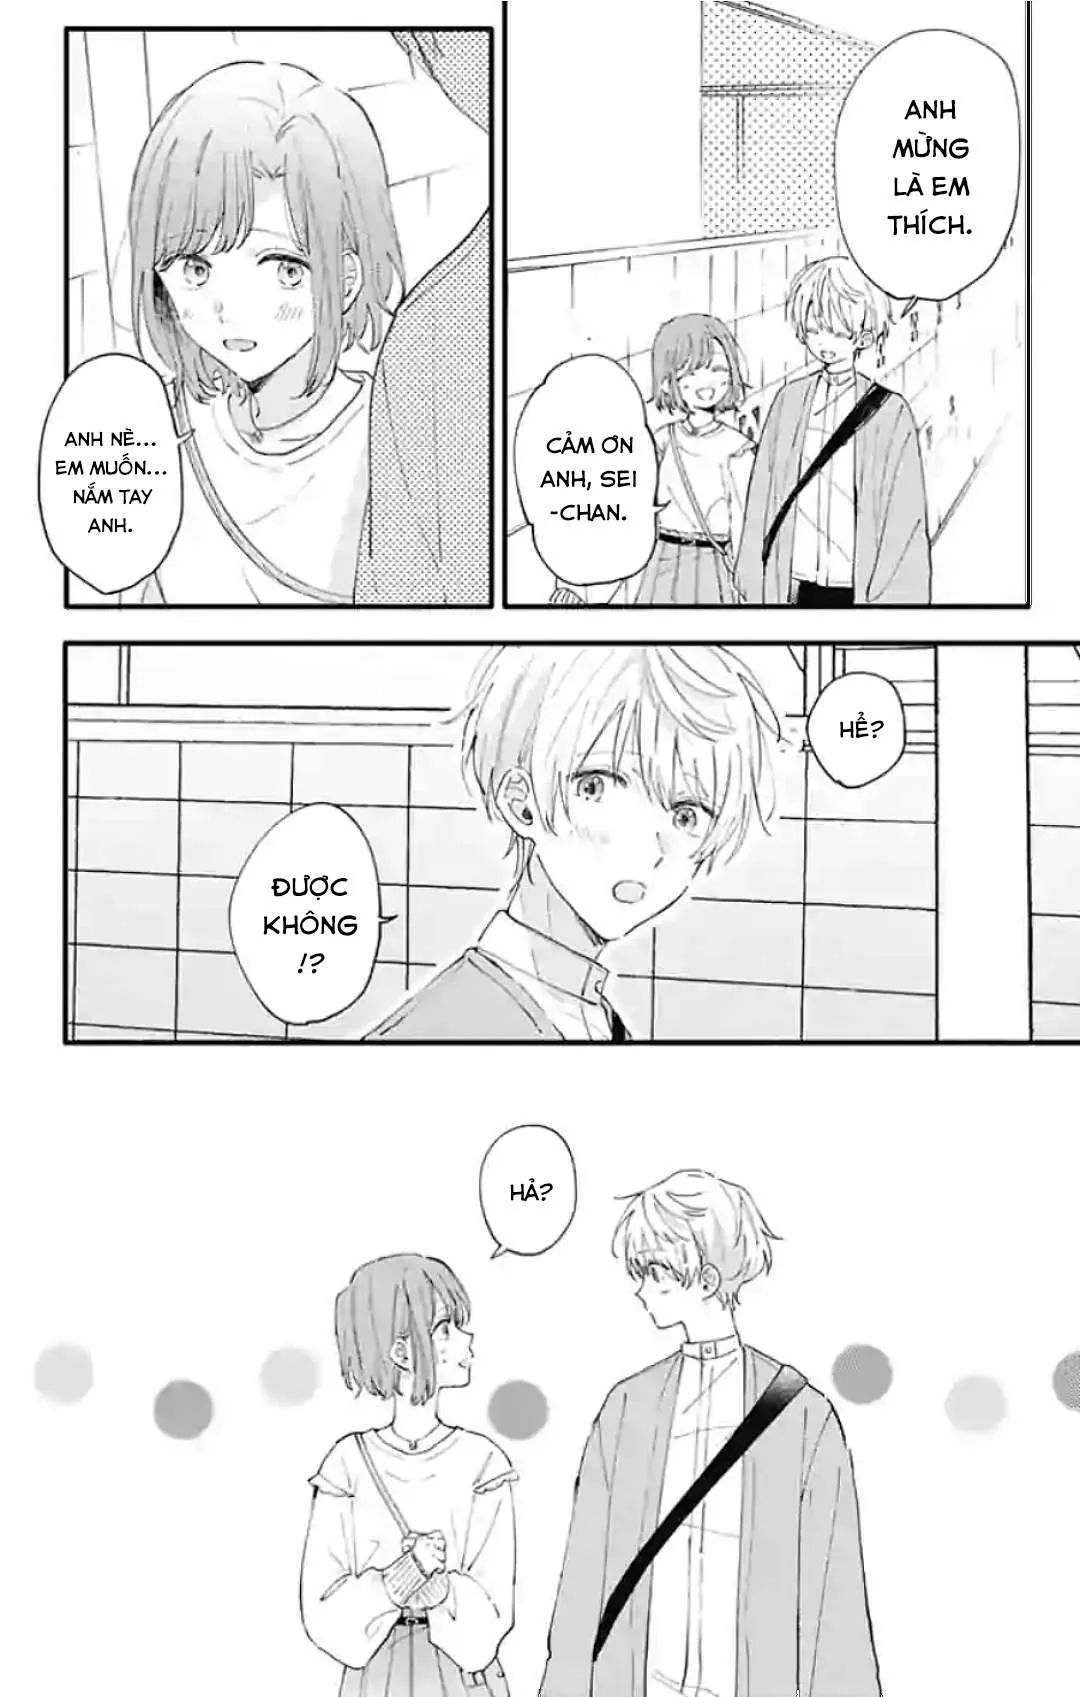 ANH
MỪNG
LÀ EM
THÍCH.
CẢM ƠN
ANH, SEI
-CHAN.
ANH NÈ...
EM MUỐN...
NẮM TAY
ANH.
HỂ?
ĐƯỢC
KHÔNG
!?
HẢ?